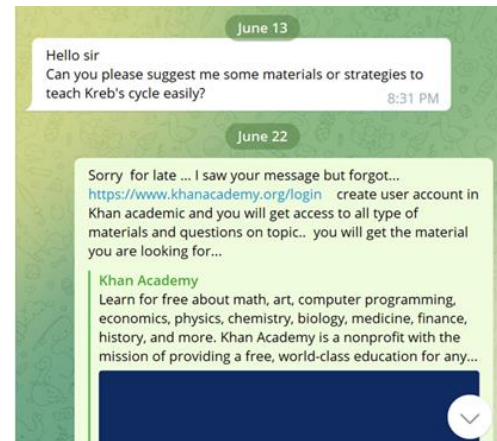 June 13
Hello sir
Can you please suggest me some materials or strategies to
teach Kreb's cycle easily?
8:31 PM
June 22
Sorry for late ... I saw your message but forgot...
https://www.khanacademy.org/login create user account in
Khan academic and you will get access to all type of
materials and questions on topic.. you will get the material
you are looking for...
Khan Academy
Learn for free about math, art, computer programming,
economics, physics, chemistry, biology, medicine, finance,
history, and more. Khan Academy is a nonprofit with the
mission of providing a free, world-class education for any...